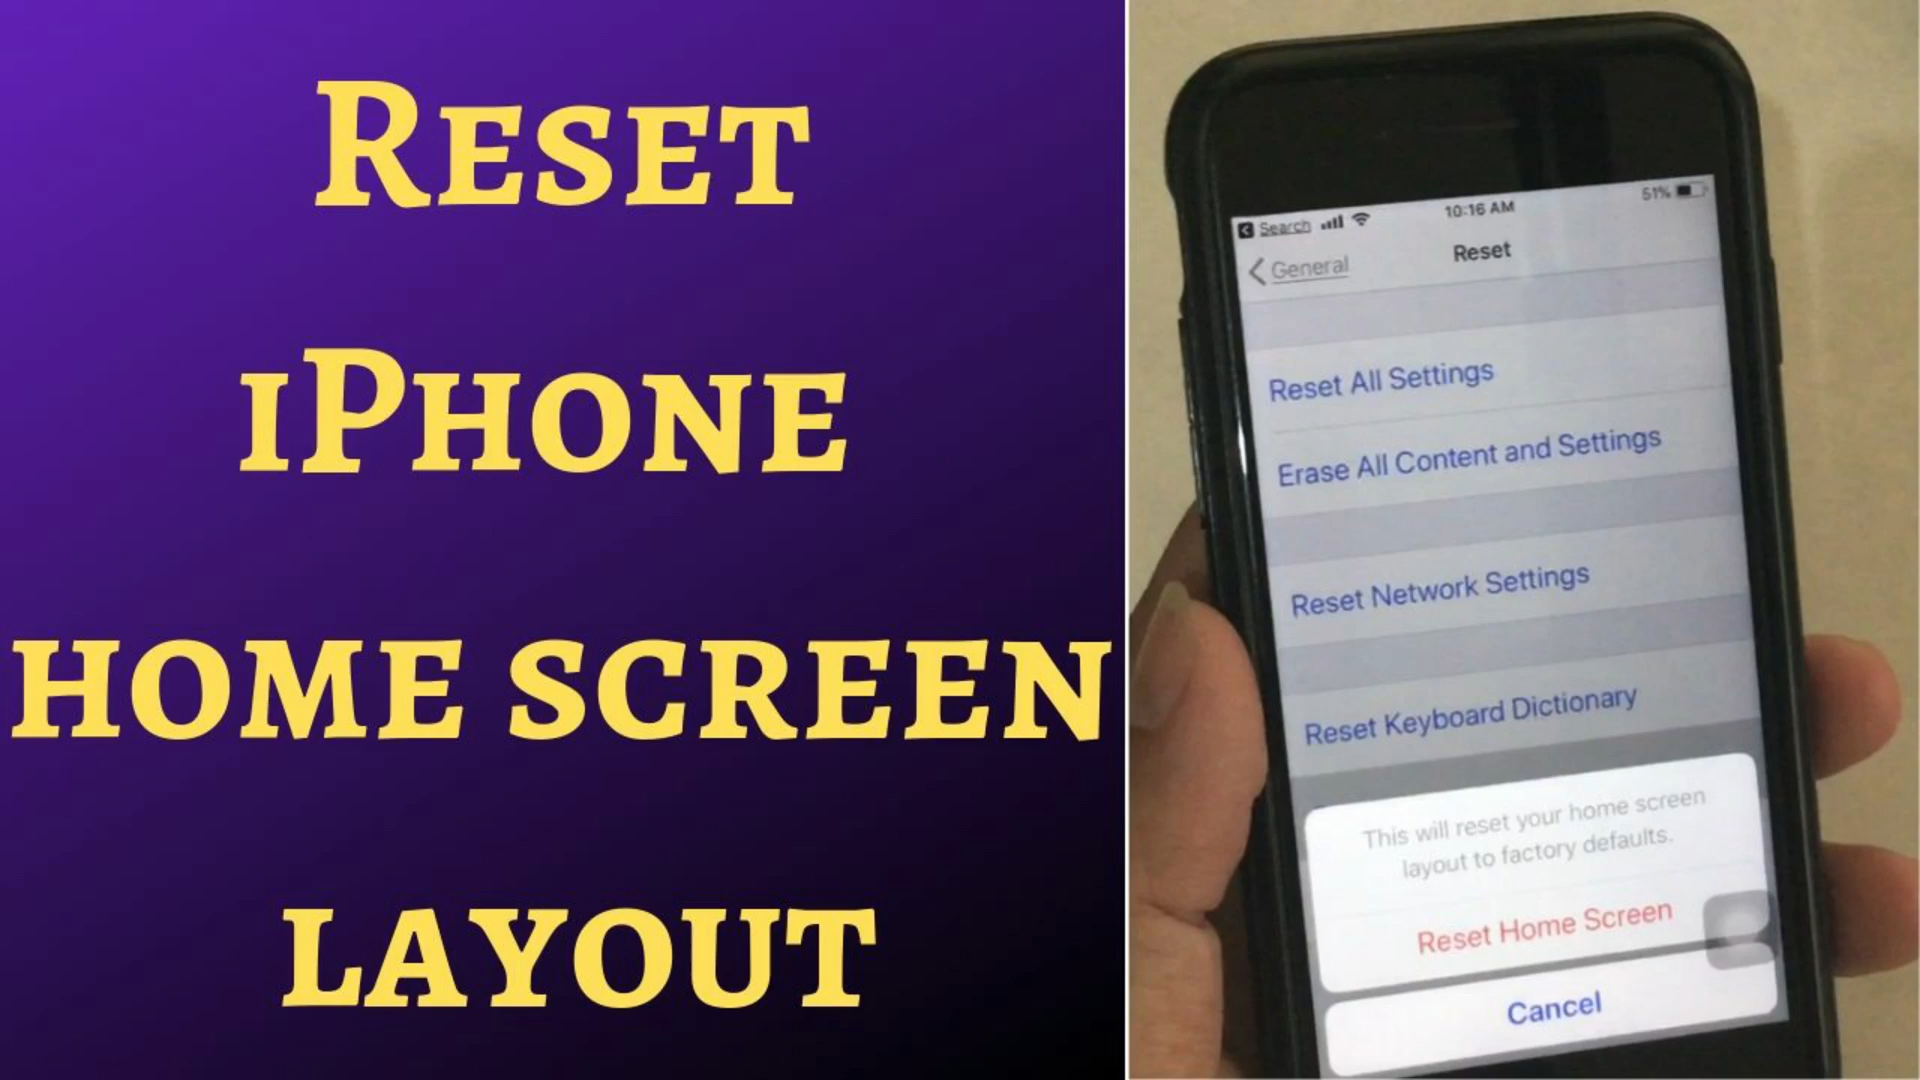 Reset
iPhone
home screen
layout
Search
10:16 AM
51%
General
Reset
Reset All Settings
Erase All Content and Settings
Reset Network Settings
Reset Keyboard Dictionary
This will reset your home screen
layout to factory defaults.
Reset Home Screen
Cancel